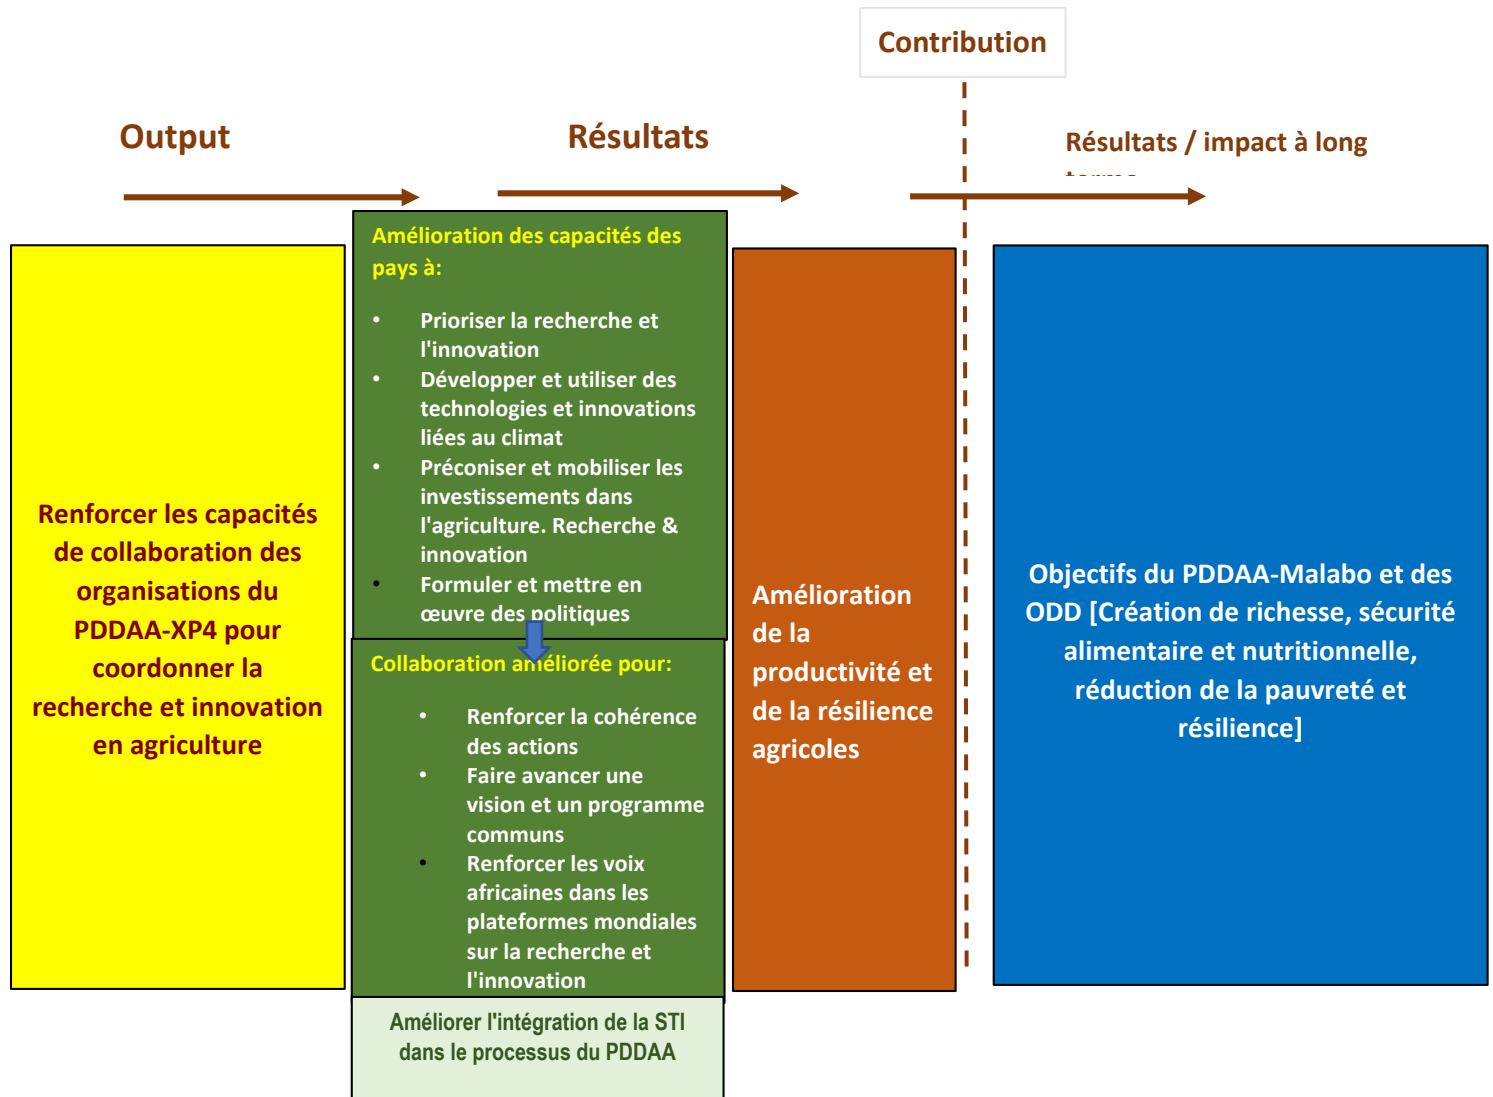 Contribution
Output
Résultats
Résultats / impact à long
Amélioration des capacités des
pays à:
• Prioriser la recherche et
l'innovation
• Développer et utiliser des
technologies et innovations
liées au climat
• Préconiser et mobiliser les
investissements dans
l'agriculture. Recherche &
innovation
• Formuler et mettre en
œuvre des politiques
Collaboration améliorée pour:
• Renforcer la cohérence
des actions
• Faire avancer une
vision et un programme
communs
• Renforcer les voix
africaines dans les
plateformes mondiales
sur la recherche et
l'innovation
Améliorer l'intégration de la STI
dans le processus du PDDAA
Renforcer les capacités
de collaboration des
organisations du
PDDAA-XP4 pour
coordonner la
recherche et innovation
en agriculture
Amélioration
de la
productivité et
de la résilience
agricoles
Objectifs du PDDAA-Malabo et des
ODD [Création de richesse, sécurité
alimentaire et nutritionnelle,
réduction de la pauvreté et
résilience]